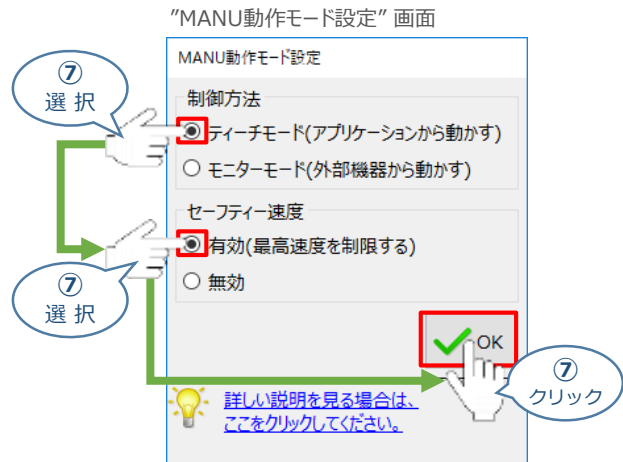 ”MANU動作モード設定” 画面
MANU動作モード設定
⑦
選 択
制御方法
ティーチモード(アプリケーションから動かす)
モニターモード(外部機器から動かす)
セーフティー速度
有効(最高速度を制限する)
⑦
選 択
無効
OK
⑦
クリック
詳しい説明を見る場合は、
ここをクリックしてください。